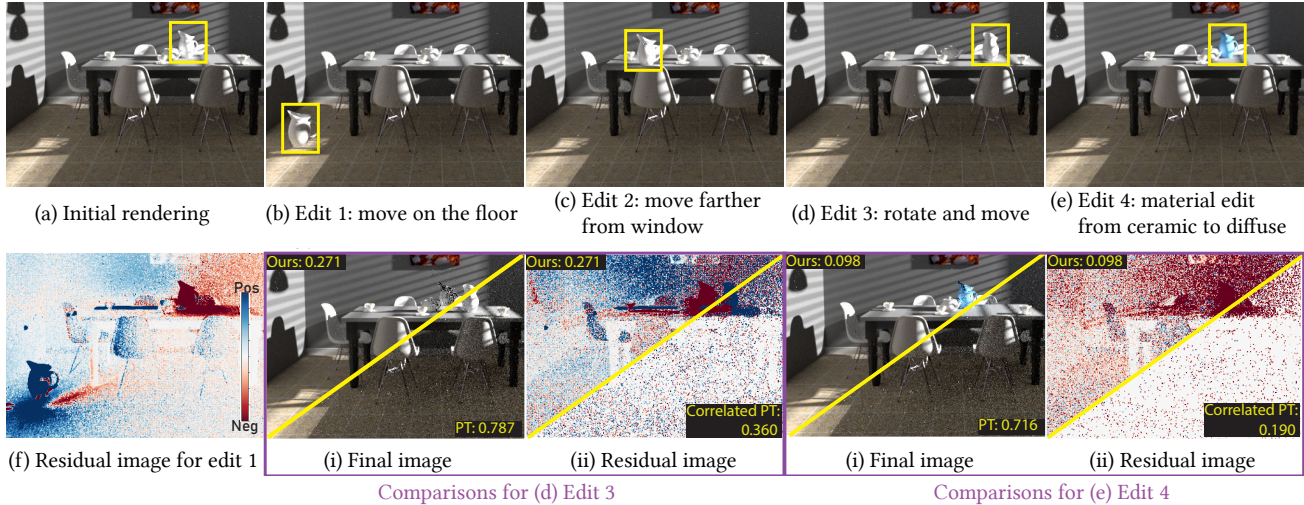 (a) Initial rendering
(b) Edit 1: move on the floor
(c) Edit 2: move farther
from window
(d) Edit 3: rotate and move
(e) Edit 4: material edit
from ceramic to diffuse
Pos
Neg
(f) Residual image for edit 1
Ours: 0.271
PT: 0.787
(i) Final image
Ours: 0.271
Correlated PT:
0.360
(ii) Residual image
Comparisons for (d) Edit 3
Ours: 0.098
PT: 0.716
(i) Final image
Ours: 0.098
Correlated PT:
0.190
(ii) Residual image
Comparisons for (e) Edit 4